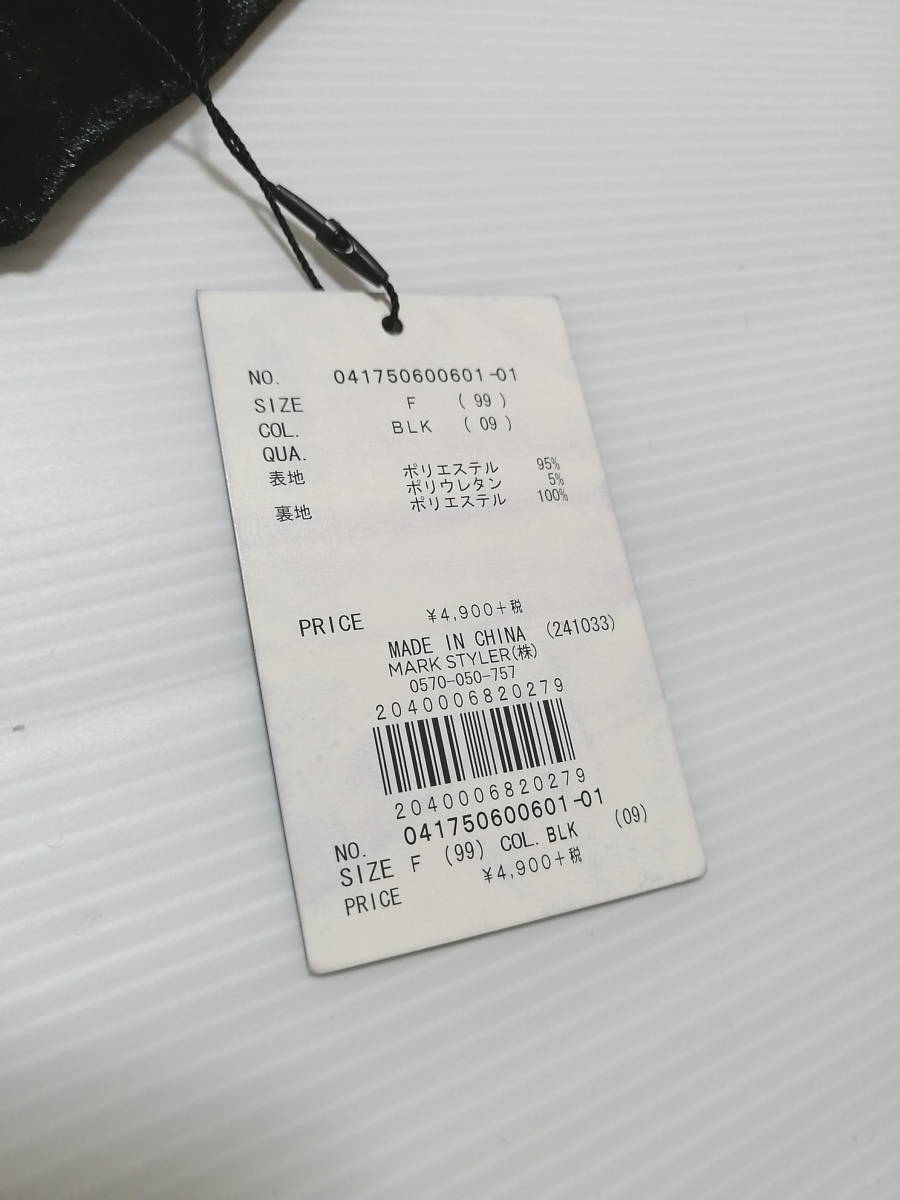 NO. 041750600601-01
SIZE F (99)
COL. BLK (09)
QUA.
表地 ポリエステル 95%
ポリウレタン 5%
裏地 ポリエステル 100%
PRICE ¥4,900+税
MADE IN CHINA (241033)
MARK STYLER(株)
0570-050-757
2040006820279
2040006820279
NO. 041750600601-01
SIZE F (99) COL. BLK (09)
PRICE ¥4,900+税